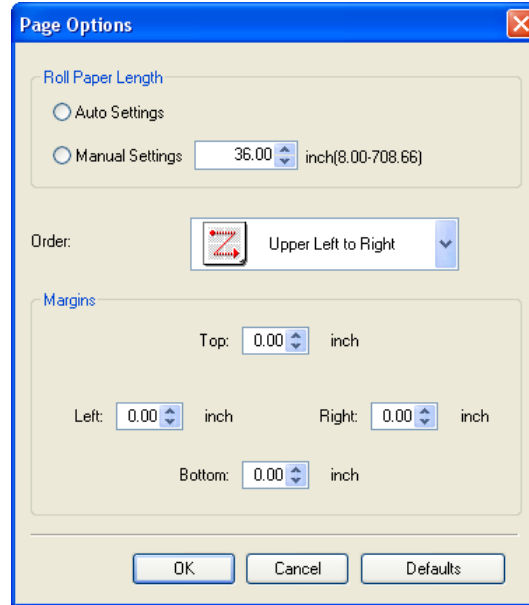 Page Options
Roll Paper Length
Auto Settings
Manual Settings 36.00 inch(8.00-708.66)
Order: Upper Left to Right
Margins
Top: 0.00 inch
Left: 0.00 inch Right: 0.00 inch
Bottom: 0.00 inch
OK Cancel Defaults